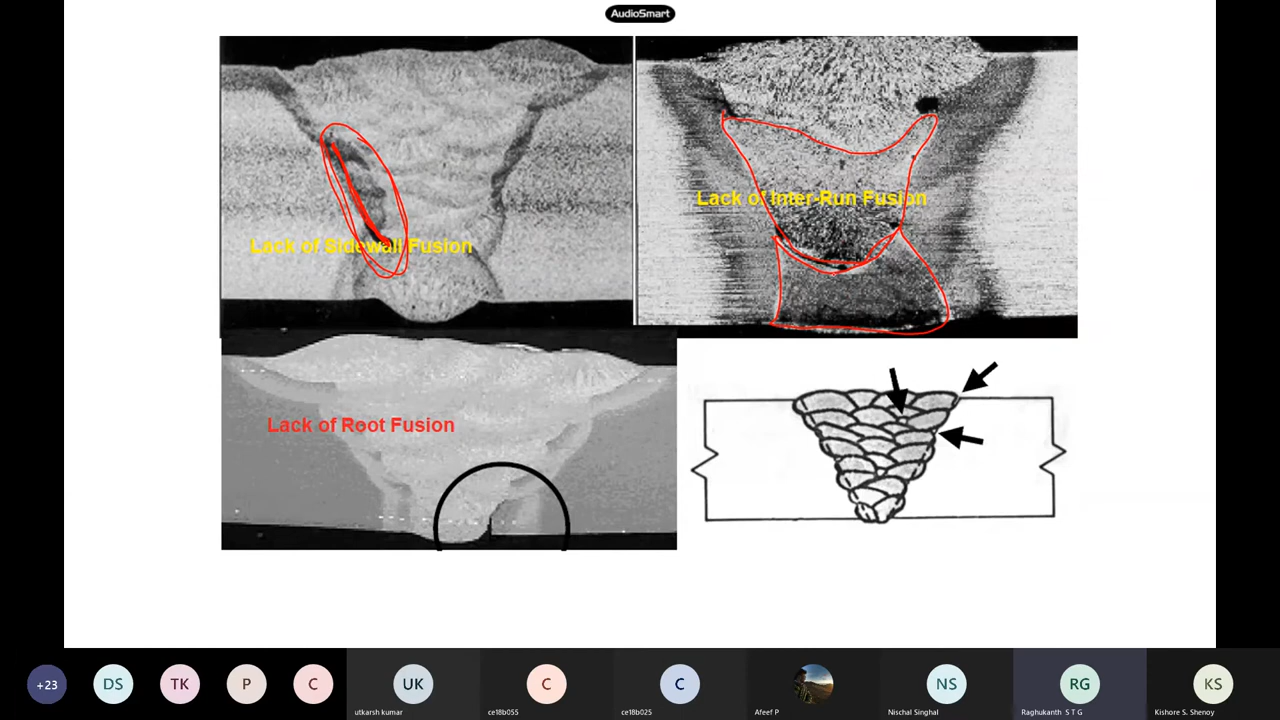 AudioSmart
Lack of Sidewall Fusion
Lack of Inter-Run Fusion
Lack of Root Fusion
+23
DS
TK
P
C
UK
C
C
NS
RG
KS
utkarsh kumar
ce18b055
ce18b025
Afeef P
Nischal Singhal
Raghukanth S T G
Kishore S. Shenoy